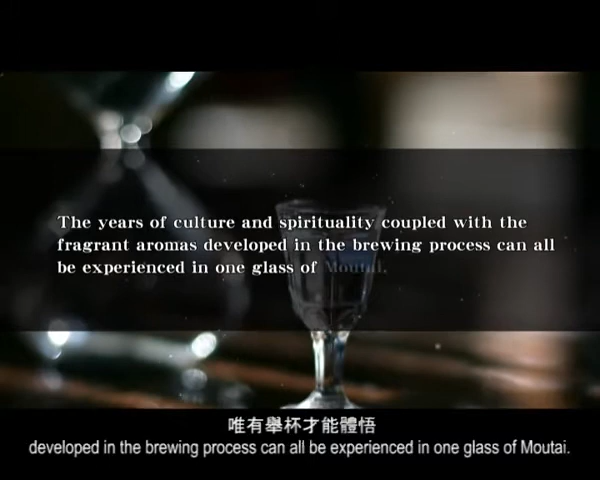 The years of culture and spirituality coupled with the
fragrant aromas developed in the brewing process can all
be experienced in one glass of Moutai.
唯有舉杯才能體悟
developed in the brewing process can all be experienced in one glass of Moutai.